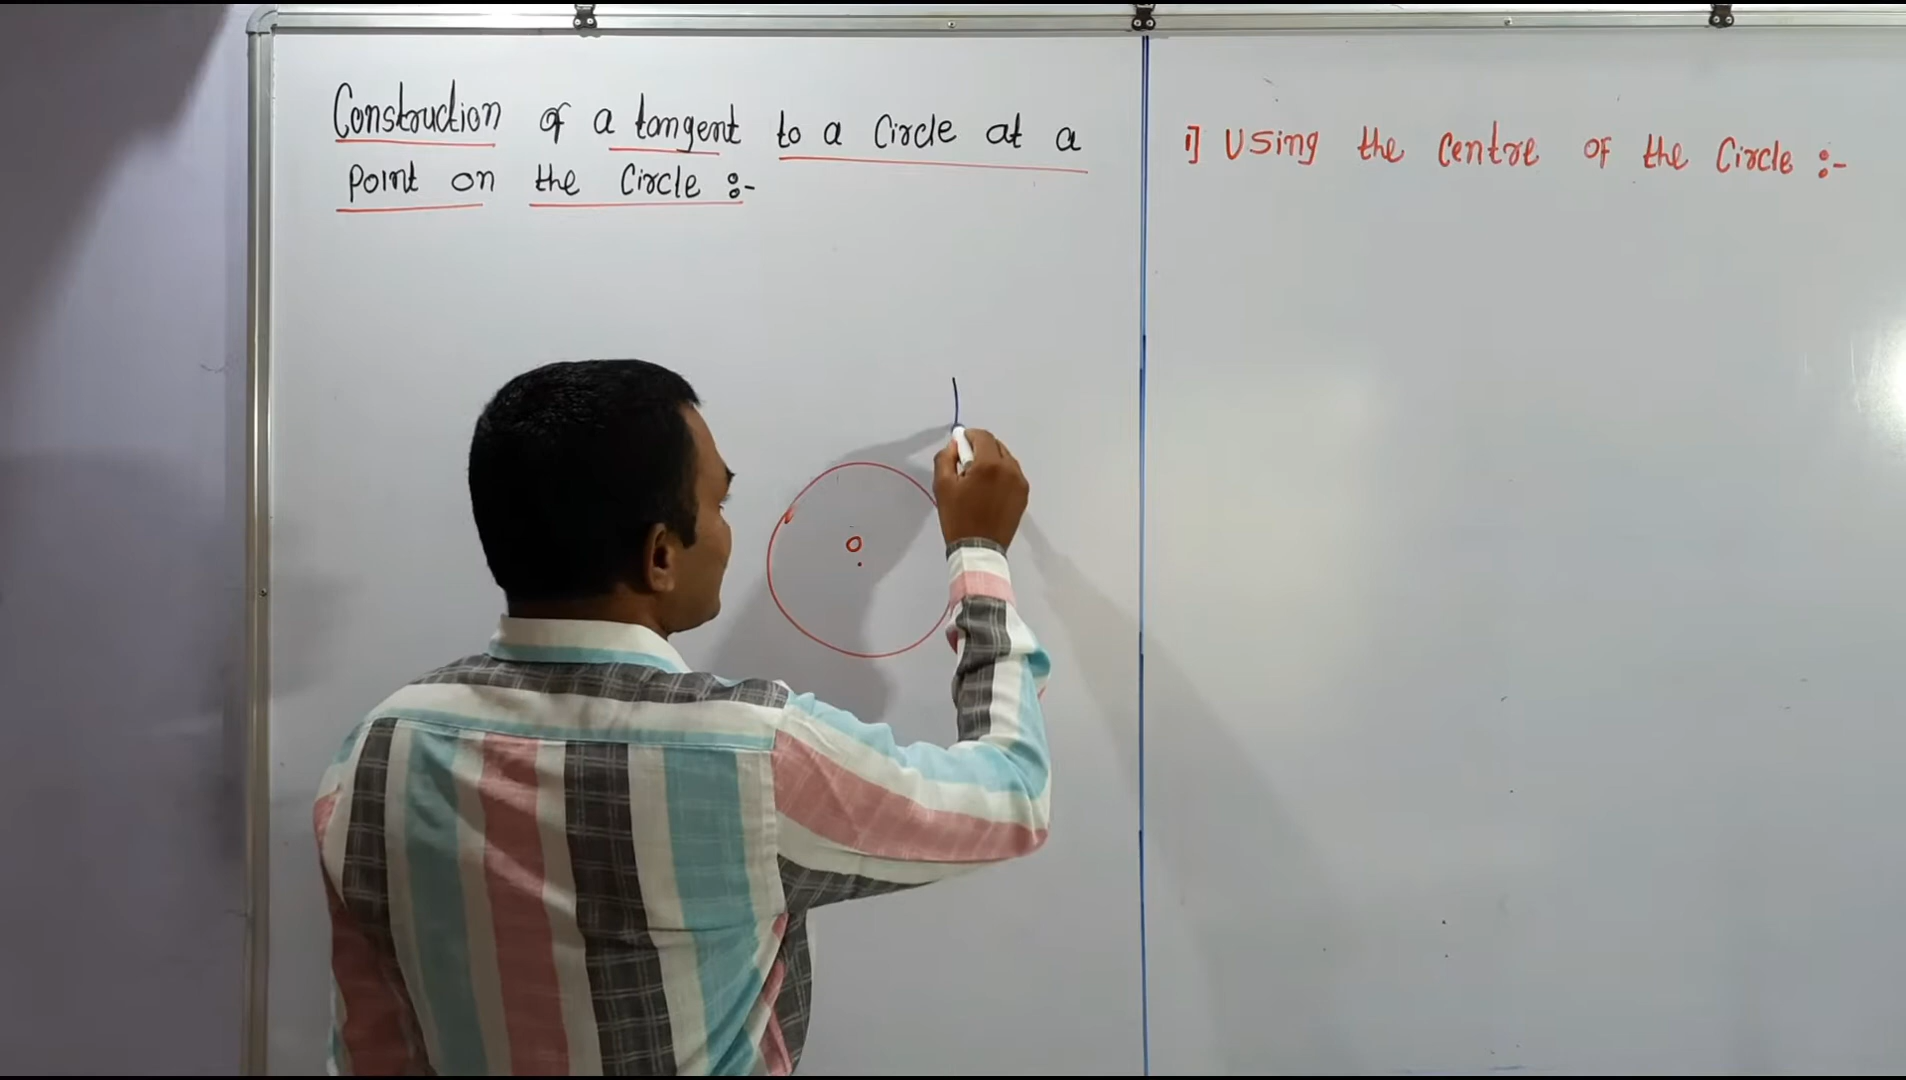 Construction of a tangent to a Circle at a
point on the Circle :-
i] Using the Centre of the Circle :-
O